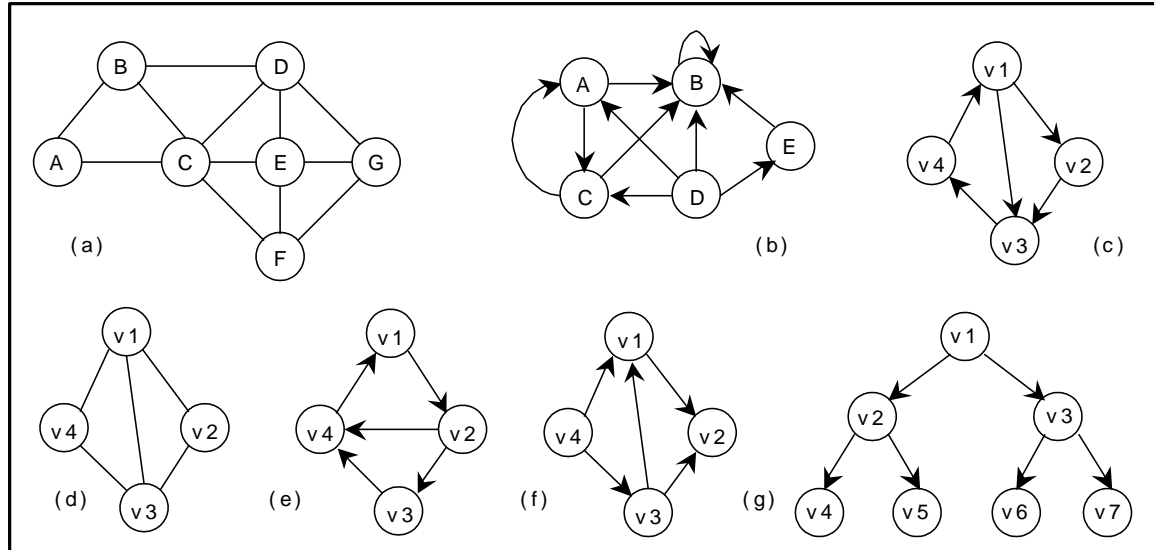 B D A B v1
A C E G E v4 v2
C D
(a) (b) v3 (c)
F
v1 v1 v1 v1
v4 v2 v4 v2 v4 v2 v2 v3
(d) v3 (e) v3 (f) v3 (g) v4 v5 v6 v7